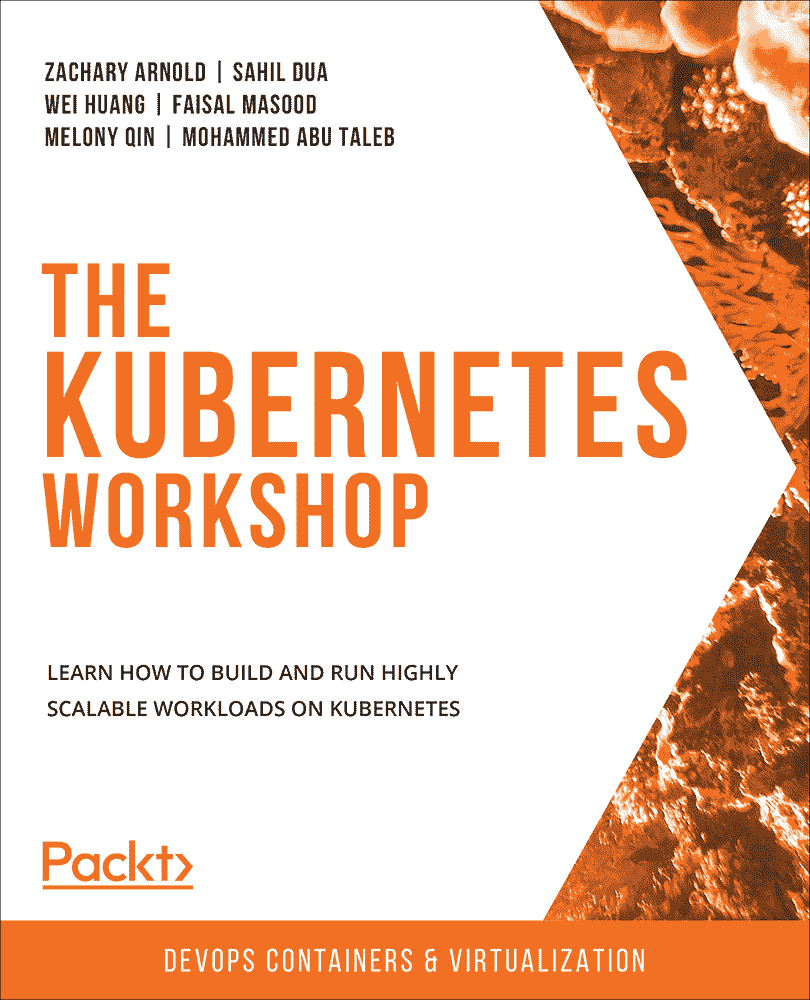 ZACHARY ARNOLD | SAHIL DUA
WEI HUANG | FAISAL MASOOD
MELONY QIN | MOHAMMED ABU TALEB
THE
KUBERNETES
WORKSHOP
LEARN HOW TO BUILD AND RUN HIGHLY
SCALABLE WORKLOADS ON KUBERNETES
Packt>
DEVOPS CONTAINERS & VIRTUALIZATION